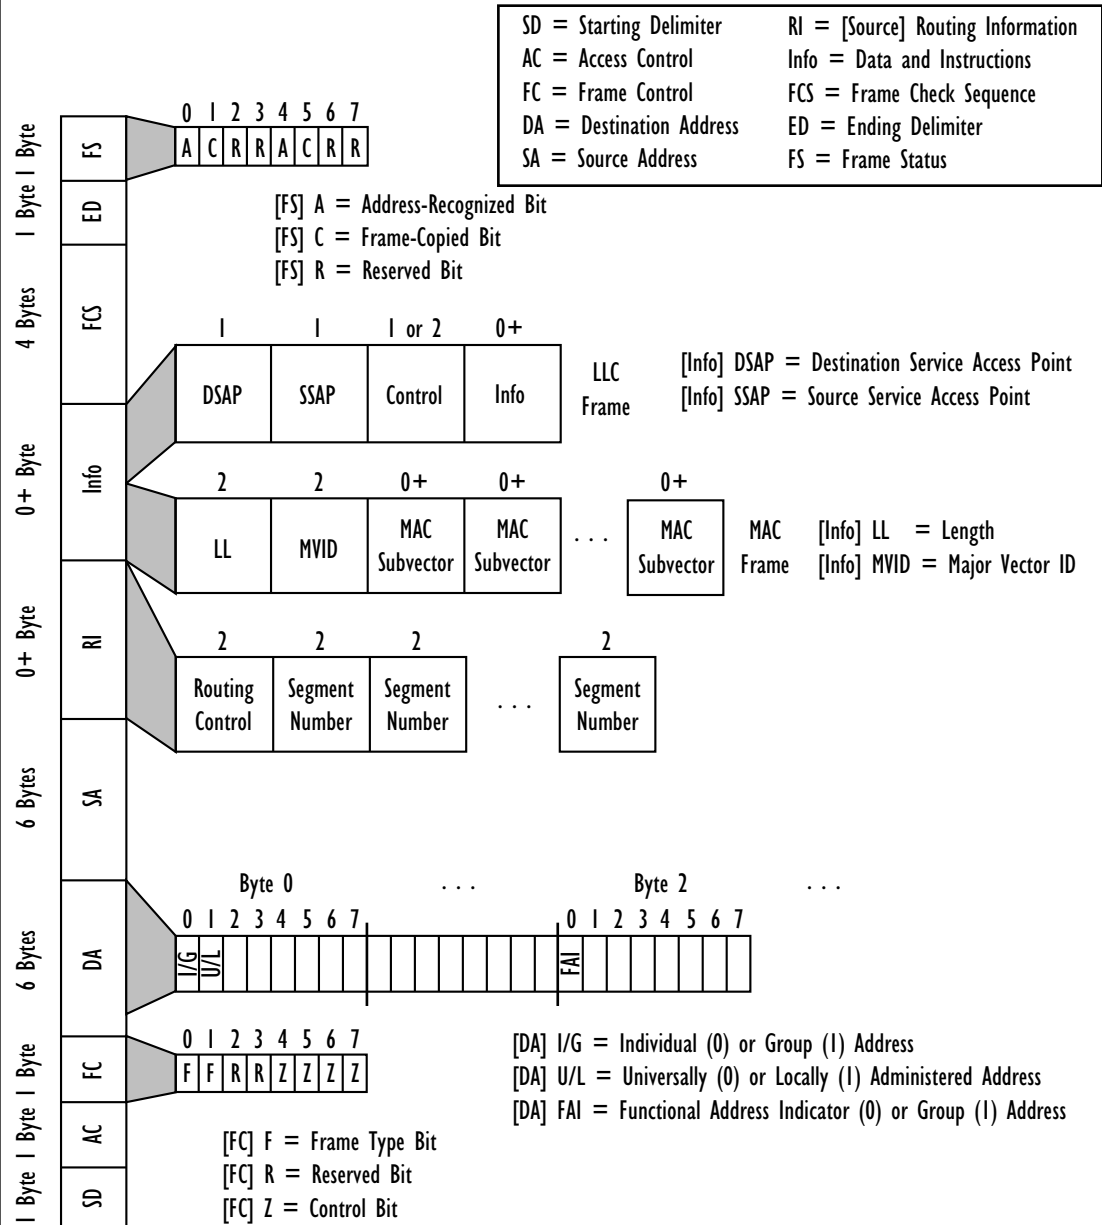 SD = Starting Delimiter
AC = Access Control
FC = Frame Control
DA = Destination Address
SA = Source Address
RI = [Source] Routing Information
Info = Data and Instructions
FCS = Frame Check Sequence
ED = Ending Delimiter
FS = Frame Status
1 Byte
FS
0 1 2 3 4 5 6 7
A C R R A C R R
1 Byte
ED
[FS] A = Address-Recognized Bit
[FS] C = Frame-Copied Bit
[FS] R = Reserved Bit
4 Bytes
FCS
1 1 1 or 2 0+
DSAP SSAP Control Info
LLC
Frame
[Info] DSAP = Destination Service Access Point
[Info] SSAP = Source Service Access Point
0+ Byte
Info
2 2 0+ 0+ 0+
LL MVID
MAC
Subvector
MAC
Subvector
. . .
MAC
Subvector
MAC
Frame
[Info] LL = Length
[Info] MVID = Major Vector ID
0+ Byte
RI
2 2 2 2
Routing
Control
Segment
Number
Segment
Number
. . .
Segment
Number
6 Bytes
SA
6 Bytes
DA
Byte 0 . . . Byte 2 . . .
0 1 2 3 4 5 6 7 0 1 2 3 4 5 6 7
I/G U/L FAI
1 Byte
FC
0 1 2 3 4 5 6 7
F F R R Z Z Z Z
[DA] I/G = Individual (0) or Group (1) Address
[DA] U/L = Universally (0) or Locally (1) Administered Address
[DA] FAI = Functional Address Indicator (0) or Group (1) Address
1 Byte
AC
1 Byte
SD
[FC] F = Frame Type Bit
[FC] R = Reserved Bit
[FC] Z = Control Bit